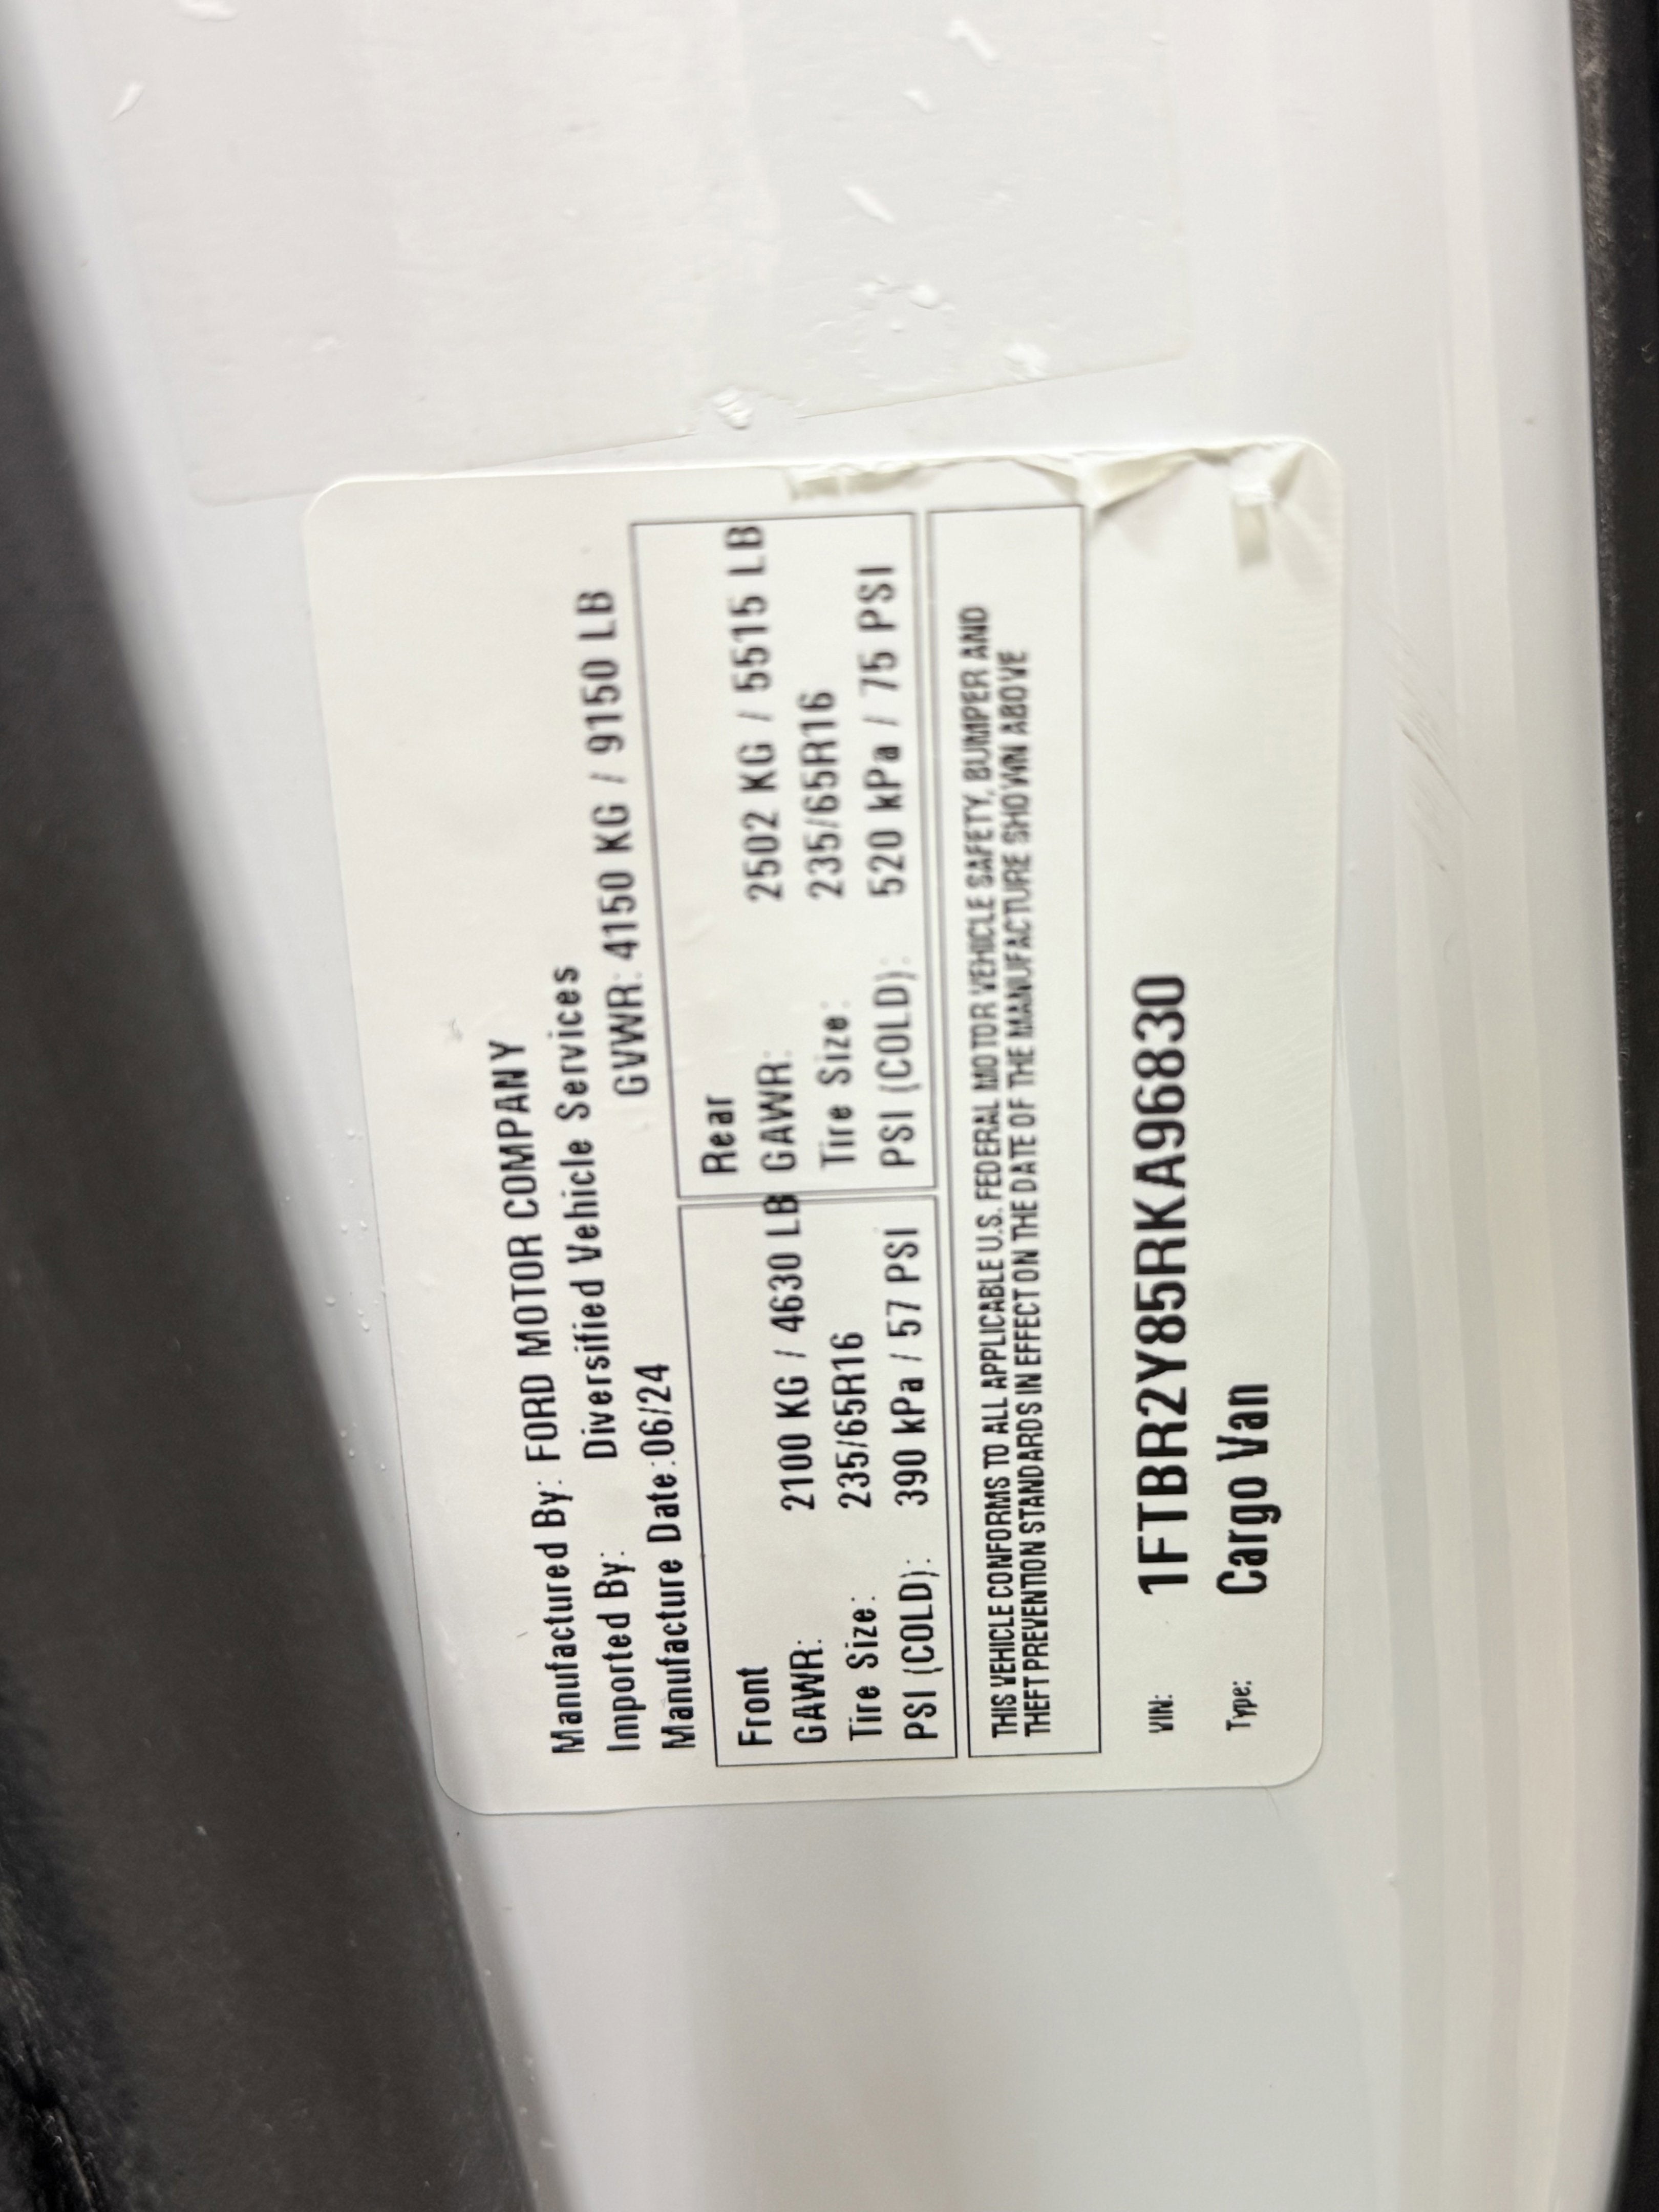 Manufactured By: FORD MOTOR COMPANY
Imported By: Diversified Vehicle Services
Manufacture Date:06/24 GVWR: 4150 KG / 9150 LB
Front
GAWR: 2100 KG / 4630 LB
Tire Size: 235/65R16
PSI (COLD): 390 kPa / 57 PSI
Rear
GAWR: 2502 KG / 5515 LB
Tire Size: 235/65R16
PSI (COLD): 520 kPa / 75 PSI
THIS VEHICLE CONFORMS TO ALL APPLICABLE U.S. FEDERAL MOTOR VEHICLE SAFETY, BUMPER AND
THEFT PREVENTION STANDARDS IN EFFECT ON THE DATE OF THE MANUFACTURE SHOWN ABOVE
VIN: 1FTBR2Y85RKA96830
Type: Cargo Van